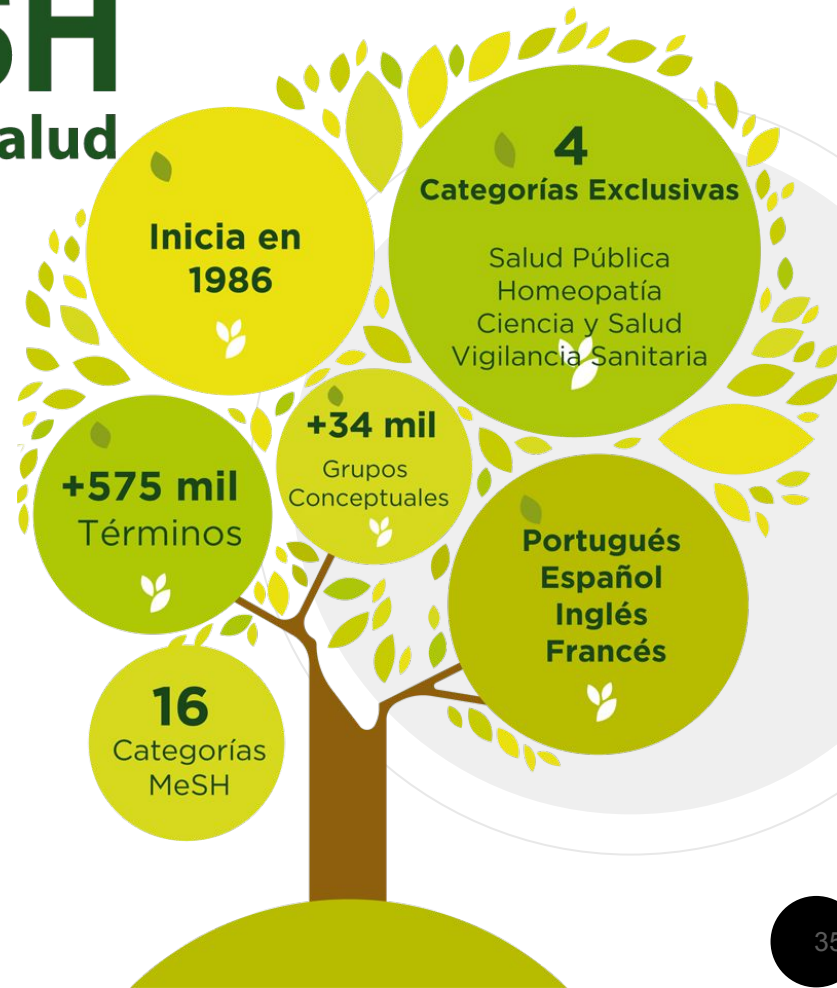 SH
alud
Inicia en
1986
4
Categorías Exclusivas
Salud Pública
Homeopatía
Ciencia y Salud
Vigilancia Sanitaria
+34 mil
Grupos
Conceptuales
+575 mil
Términos
Portugués
Español
Inglés
Francés
16
Categorías
MeSH
35